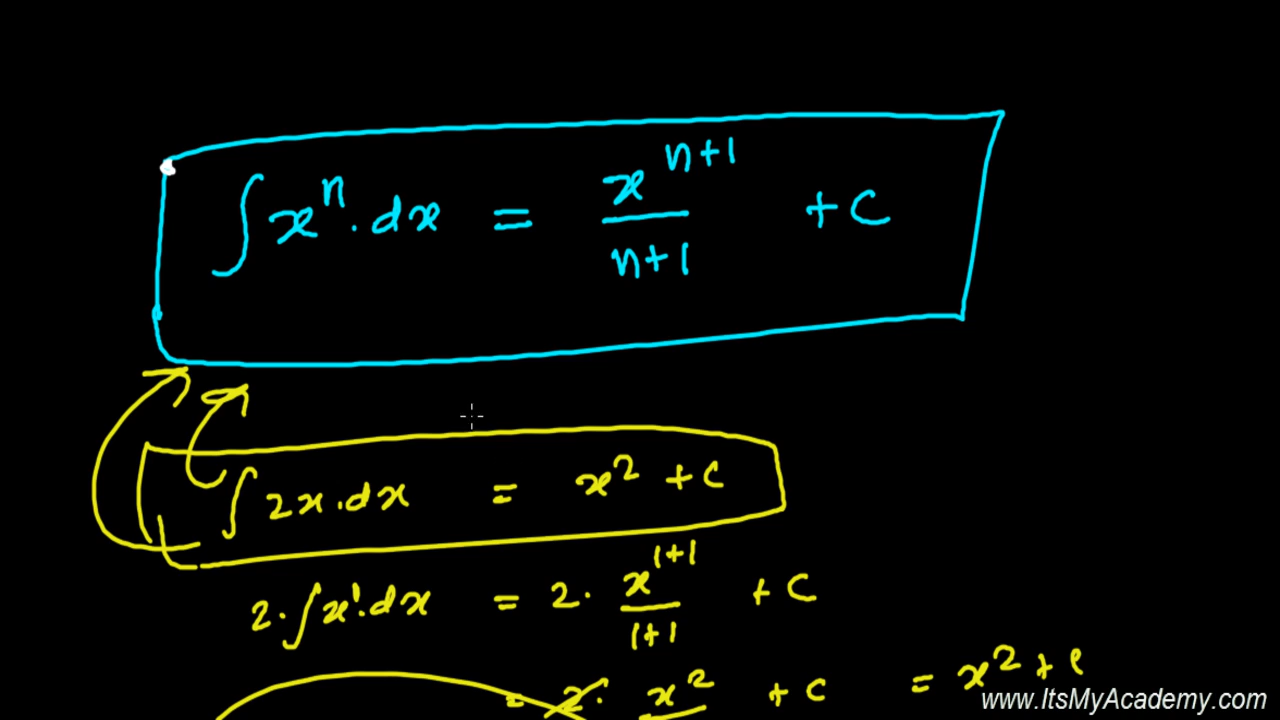 ∫ xⁿ . dx = xⁿ⁺¹ / n+1 + C
∫ 2x . dx = x² + C
2 . ∫ x¹ . dx = 2 . x¹⁺¹ / 1+1 + C
= 2 . x² + C = x² + C
www.ItsMyAcademy.com